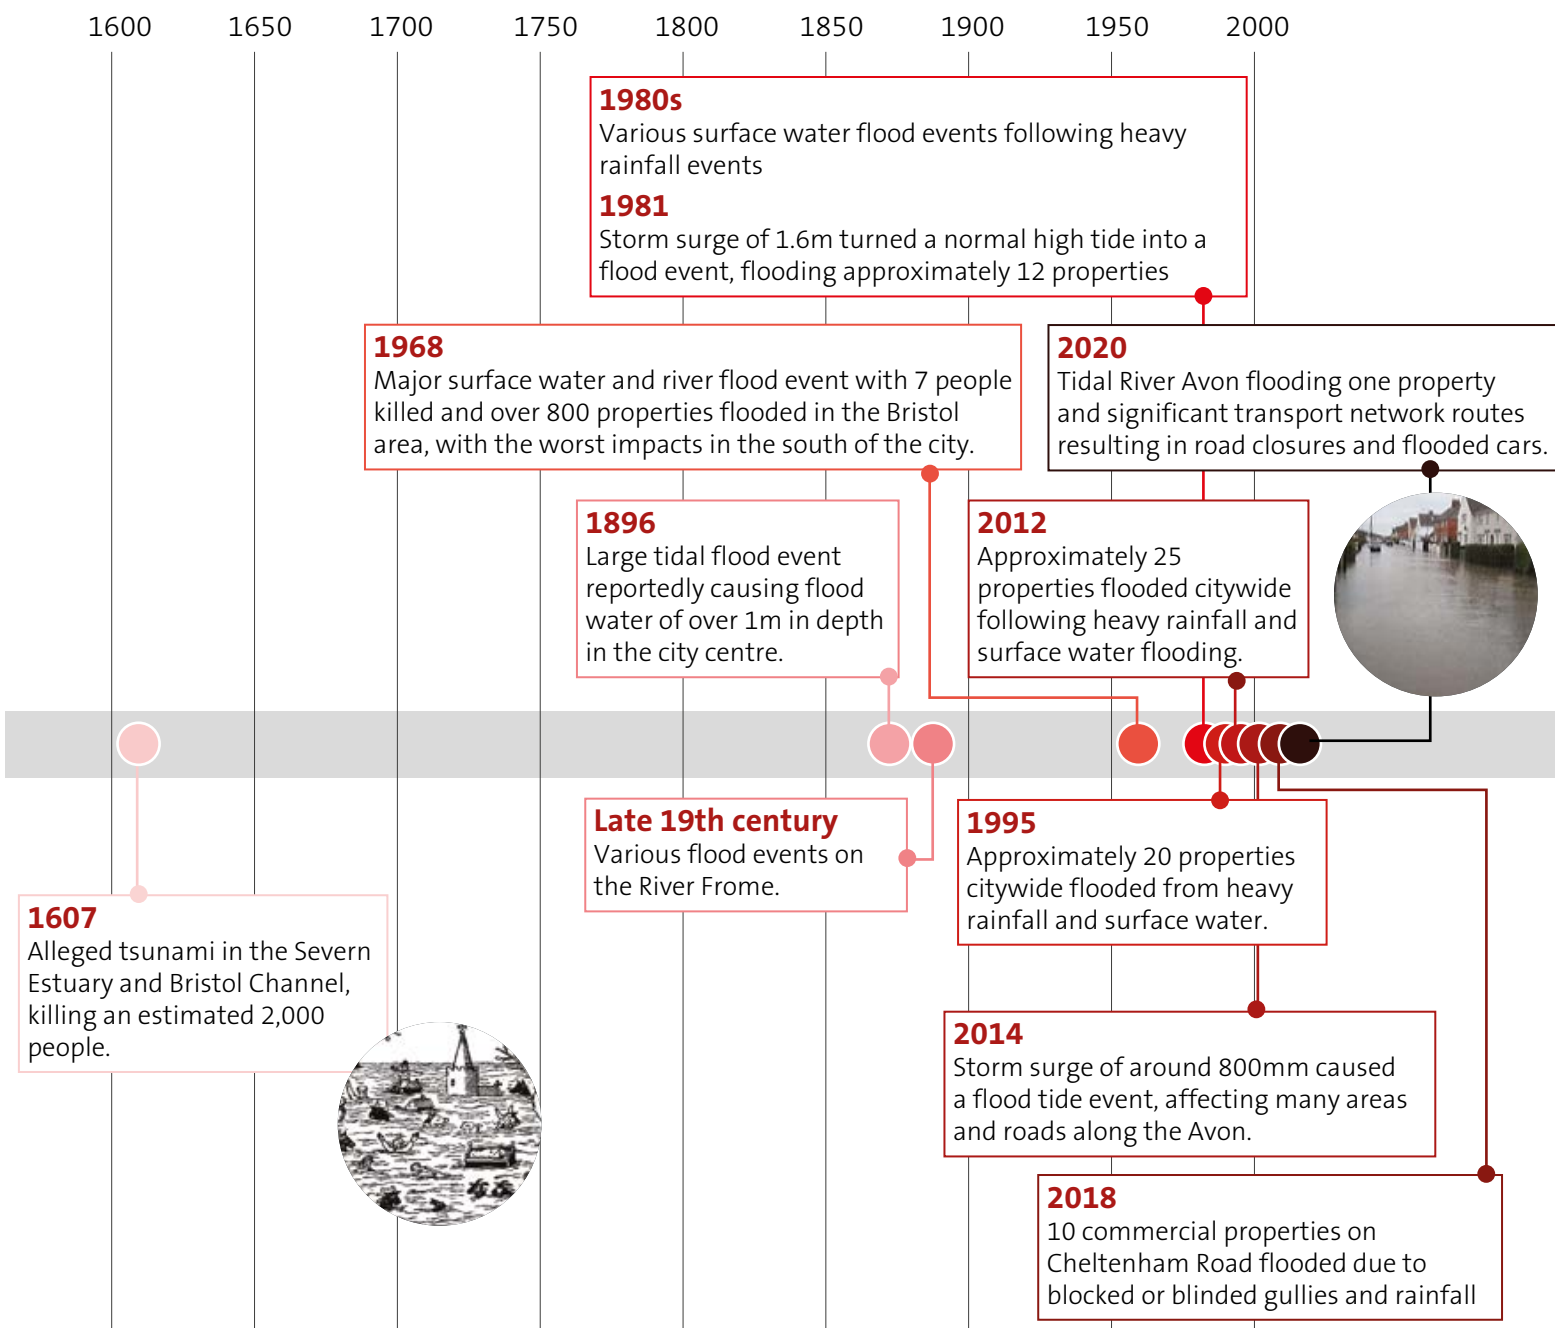 1600 1650 1700 1750 1800 1850 1900 1950 2000
1980s
Various surface water flood events following heavy
rainfall events
1981
Storm surge of 1.6m turned a normal high tide into a
flood event, flooding approximately 12 properties
1968
Major surface water and river flood event with 7 people
killed and over 800 properties flooded in the Bristol
area, with the worst impacts in the south of the city.
2020
Tidal River Avon flooding one property
and significant transport network routes
resulting in road closures and flooded cars.
1896
Large tidal flood event
reportedly causing flood
water of over 1m in depth
in the city centre.
2012
Approximately 25
properties flooded citywide
following heavy rainfall and
surface water flooding.
Late 19th century
Various flood events on
the River Frome.
1995
Approximately 20 properties
citywide flooded from heavy
rainfall and surface water.
1607
Alleged tsunami in the Severn
Estuary and Bristol Channel,
killing an estimated 2,000
people.
2014
Storm surge of around 800mm caused
a flood tide event, affecting many areas
and roads along the Avon.
2018
10 commercial properties on
Cheltenham Road flooded due to
blocked or blinded gullies and rainfall